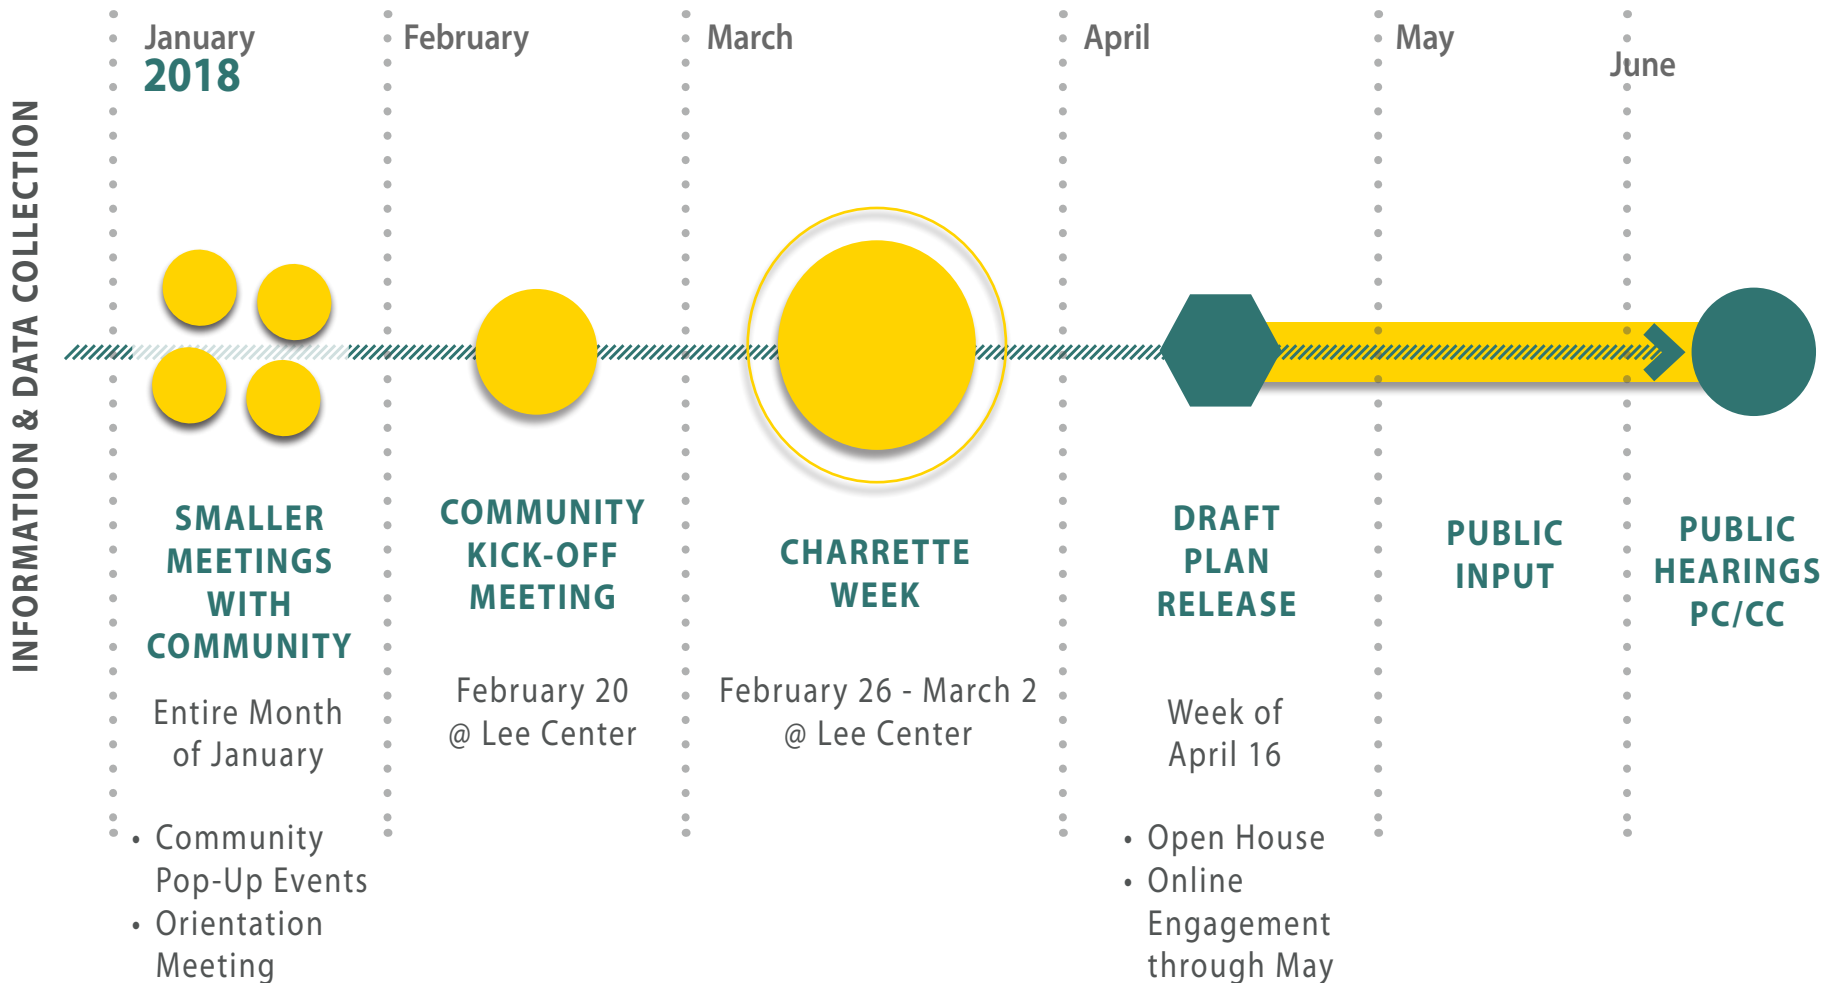 INFORMATION & DATA COLLECTION
January
2018
February
March
April
May
June
SMALLER
MEETINGS
WITH
COMMUNITY
Entire Month
of January
• Community
Pop-Up Events
• Orientation
Meeting
COMMUNITY
KICK-OFF
MEETING
February 20
@ Lee Center
CHARRETTE
WEEK
February 26 - March 2
@ Lee Center
DRAFT
PLAN
RELEASE
Week of
April 16
• Open House
• Online
Engagement
through May
PUBLIC
INPUT
PUBLIC
HEARINGS
PC/CC